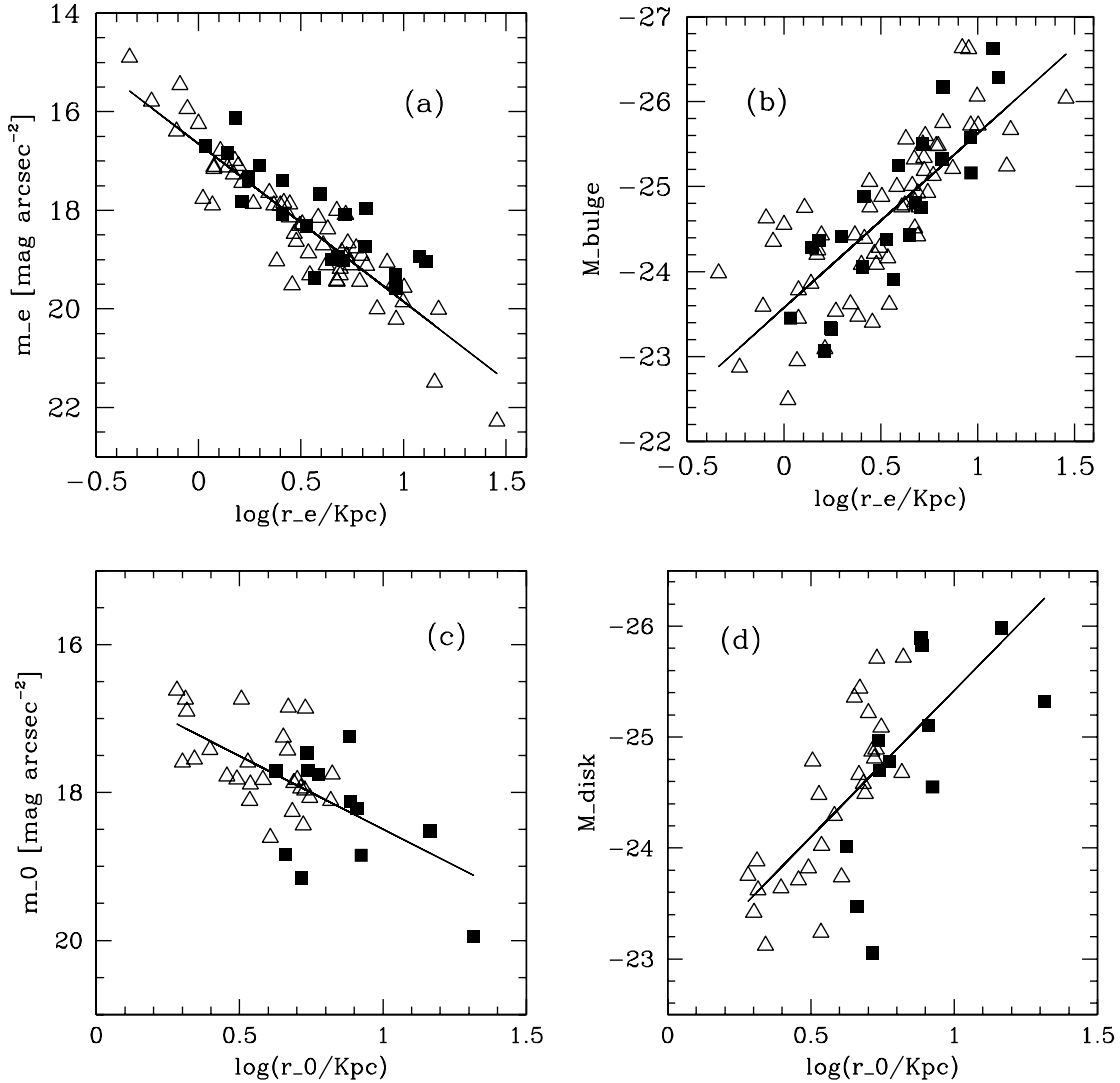 14
16
18
20
22
m_e [mag arcsec−2]
(a)
−0.5 0 0.5 1 1.5
log(r_e/Kpc)
−27
−26
−25
−24
−23
−22
M_bulge
(b)
−0.5 0 0.5 1 1.5
log(r_e/Kpc)
16
18
20
m_0 [mag arcsec−2]
(c)
0 0.5 1 1.5
log(r_0/Kpc)
−26
−25
−24
−23
M_disk
(d)
0 0.5 1 1.5
log(r_0/Kpc)